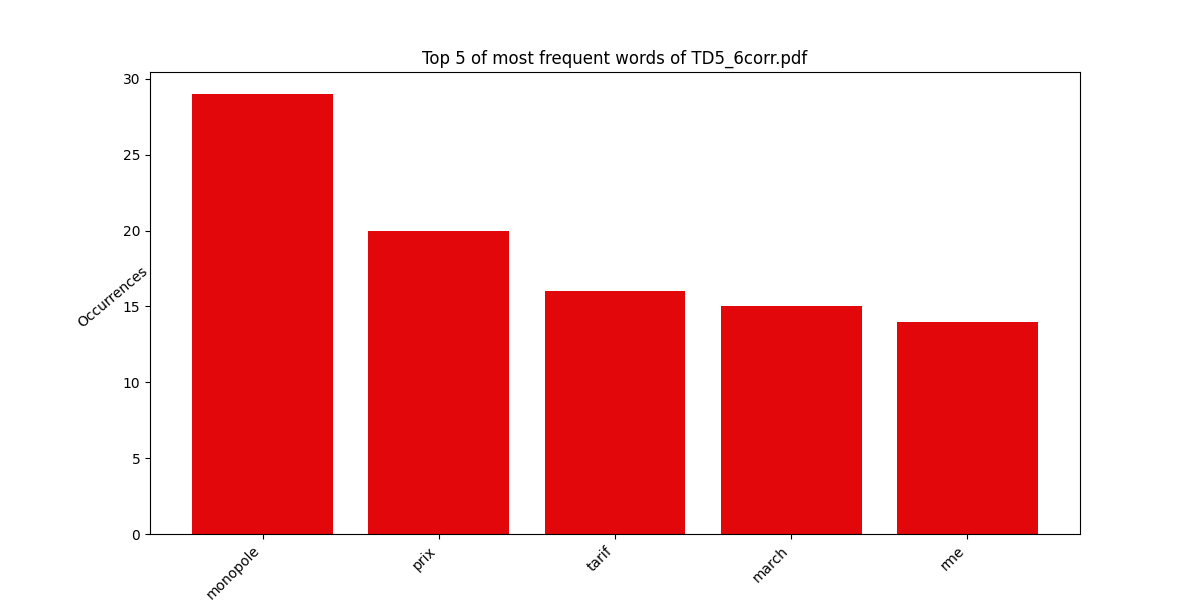 Top 5 of most frequent words of TD5_6corr.pdf
30
25
20
15
10
5
0
Occurrences
monopole
prix
tarif
march
rme